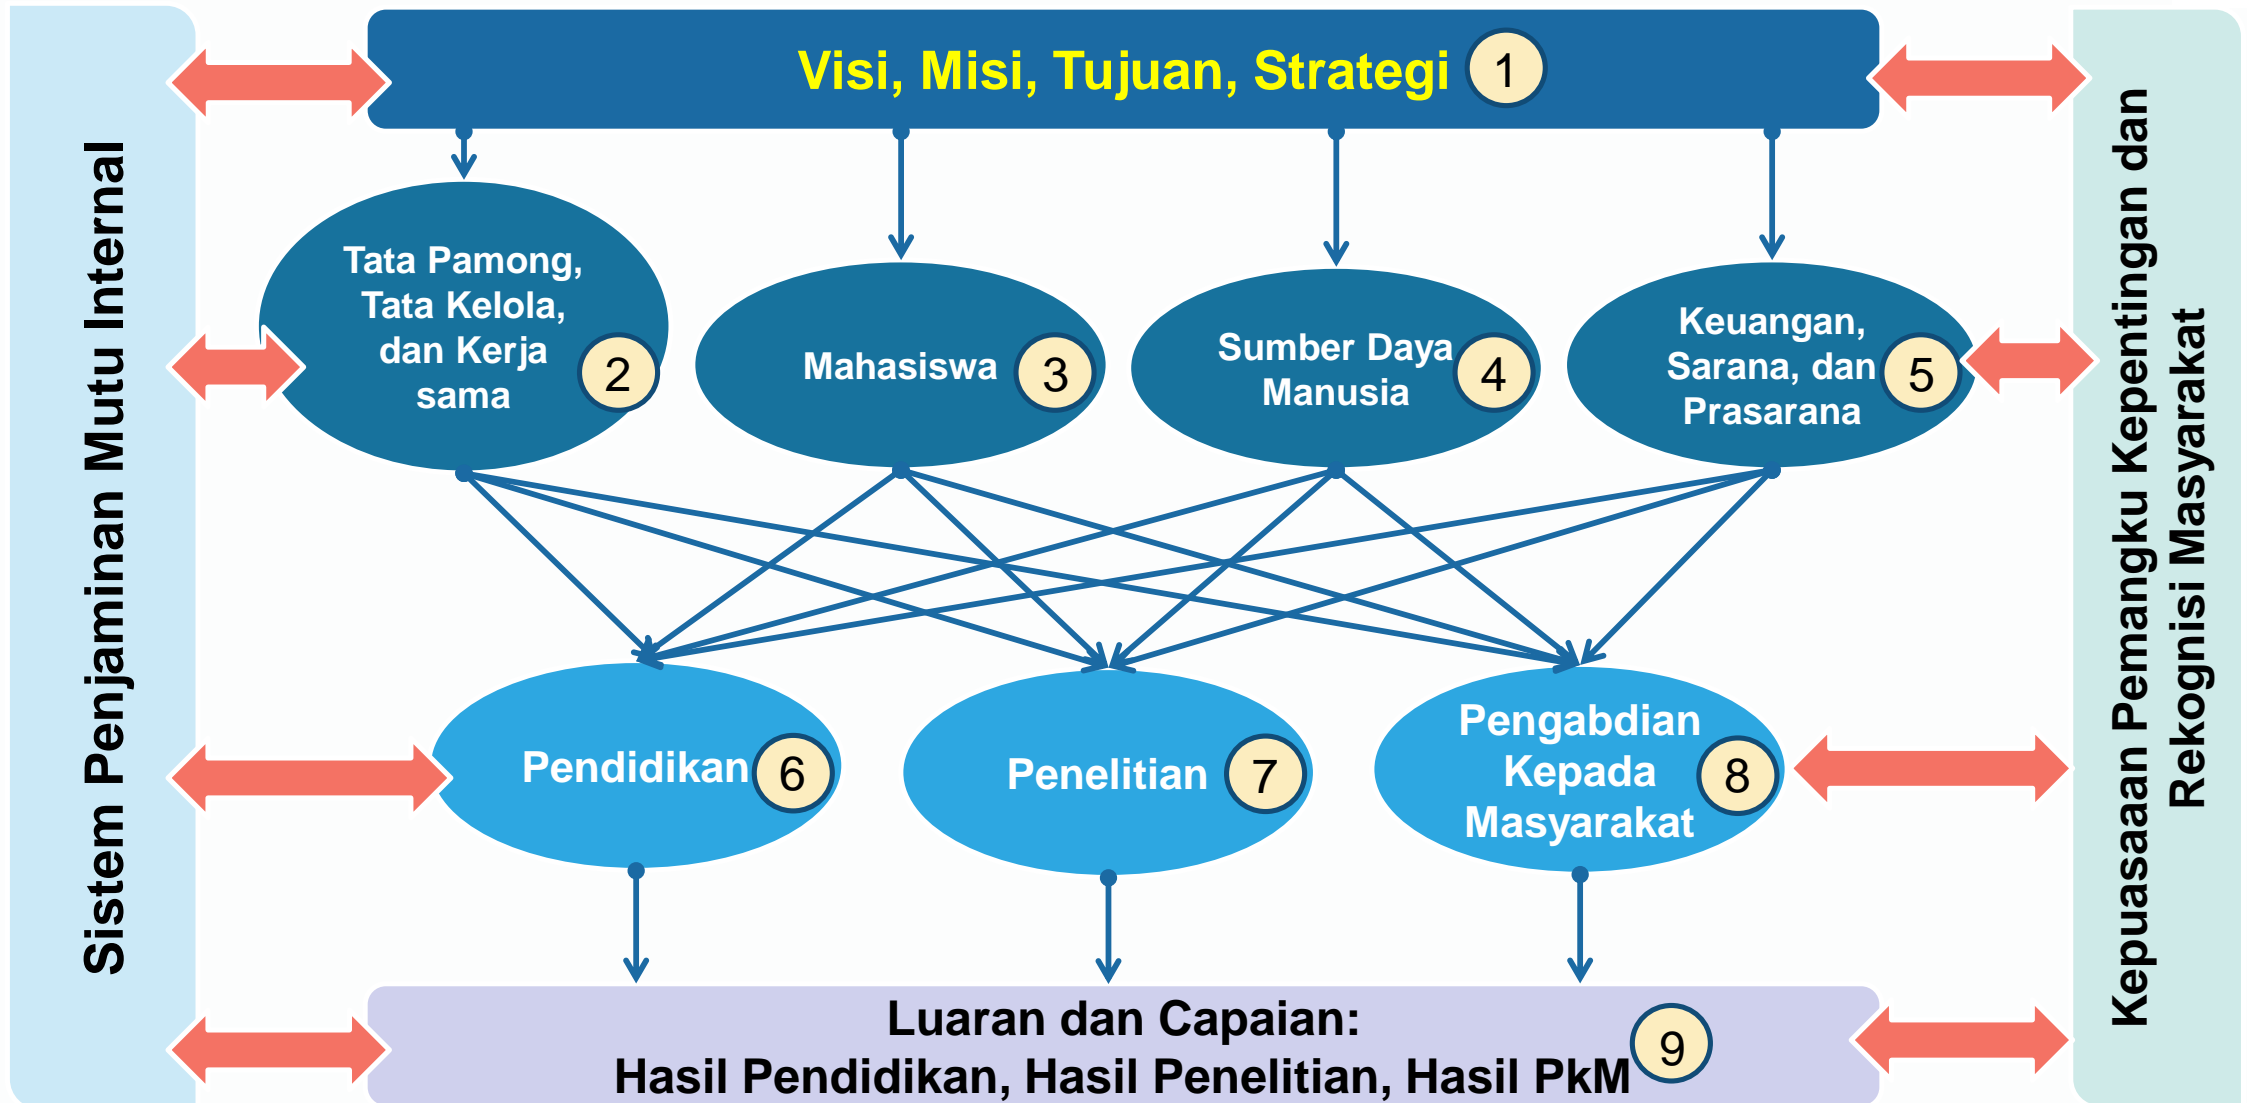 Visi, Misi, Tujuan, Strategi 1
Sistem Penjaminan Mutu Internal
Tata Pamong,
Tata Kelola,
dan Kerja
sama
2
Mahasiswa 3
Sumber Daya
Manusia
4
Keuangan,
Sarana, dan
Prasarana
5
Pendidikan 6
Penelitian 7
Pengabdian
Kepada
Masyarakat
8
Luaran dan Capaian:
Hasil Pendidikan, Hasil Penelitian, Hasil PkM
9
Kepuasaaan Pemangku Kepentingan dan
Rekognisi Masyarakat